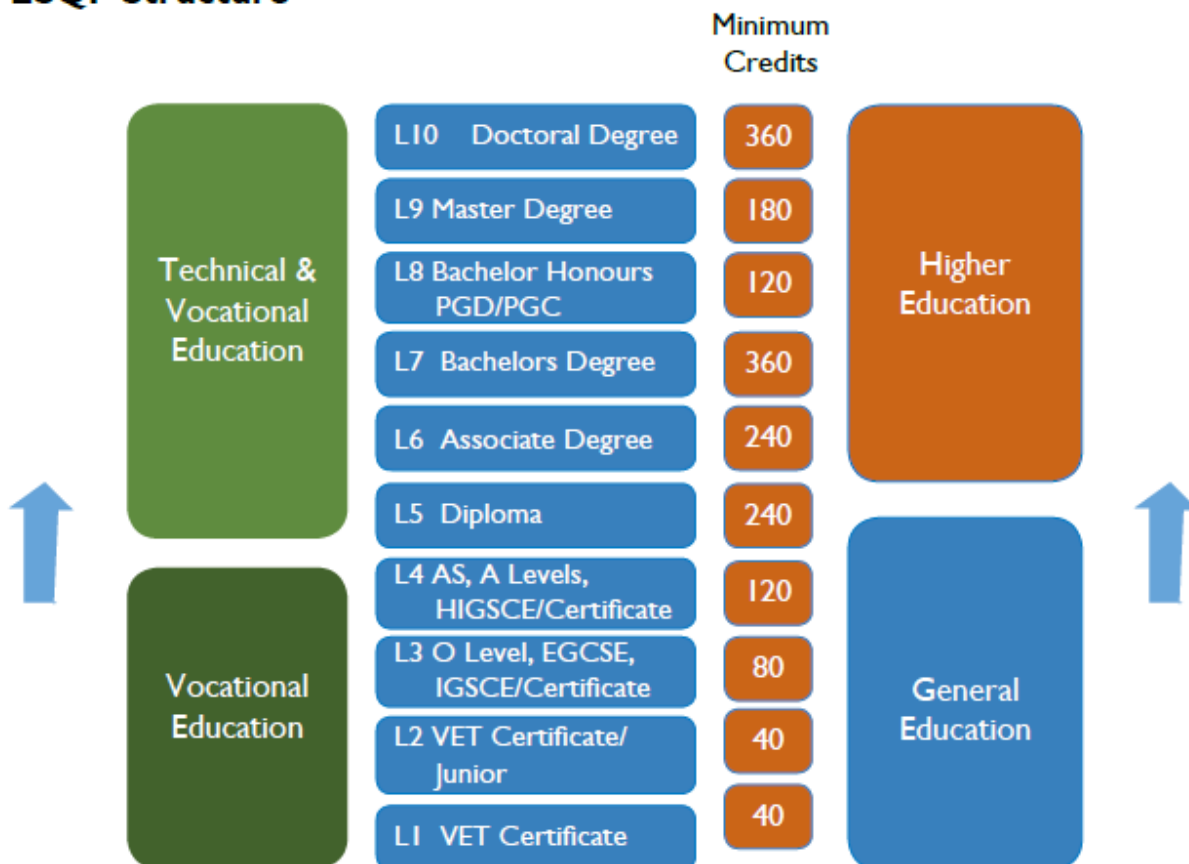 Structure
Minimum
Credits
Technical &
Vocational
Education
Vocational
Education
L10 Doctoral Degree
360
L9 Master Degree
180
L8 Bachelor Honours
PGD/PGC
120
L7 Bachelors Degree
360
L6 Associate Degree
240
L5 Diploma
240
L4 AS, A Levels,
HIGSCE/Certificate
120
L3 O Level, EGCSE,
IGSCE/Certificate
80
L2 VET Certificate/
Junior
40
L1 VET Certificate
40
Higher
Education
General
Education